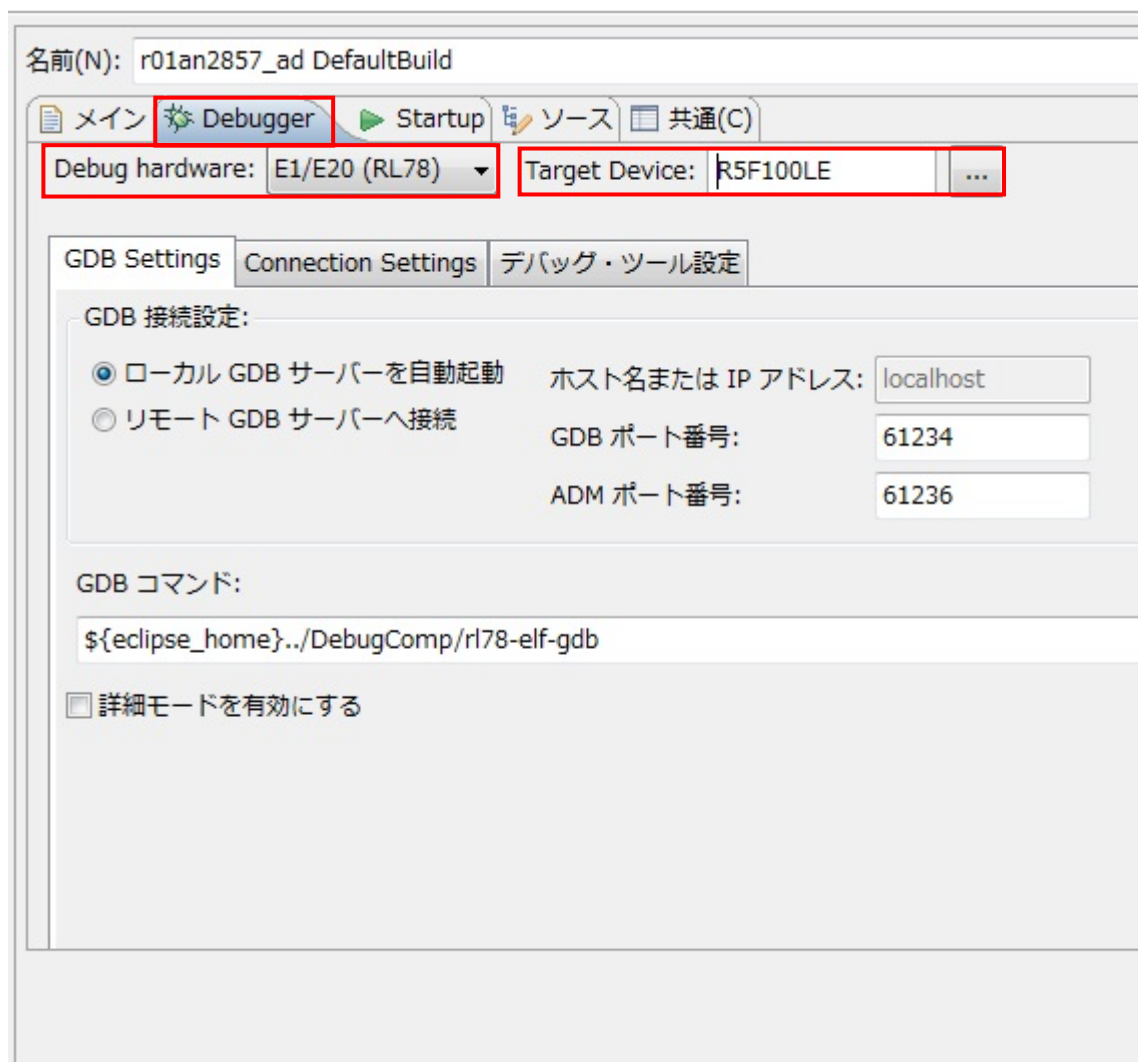 名前(N): r01an2857_ad DefaultBuild
メイン Debugger Startup ソース 共通(C)
Debug hardware: E1/E20 (RL78) Target Device: R5F100LE ...
GDB Settings Connection Settings デバッグ・ツール設定
GDB 接続設定:
ローカル GDB サーバーを自動起動 ホスト名または IP アドレス: localhost
リモート GDB サーバーへ接続 GDB ポート番号: 61234
ADM ポート番号: 61236
GDB コマンド:
${eclipse_home}../DebugComp/rl78-elf-gdb
詳細モードを有効にする